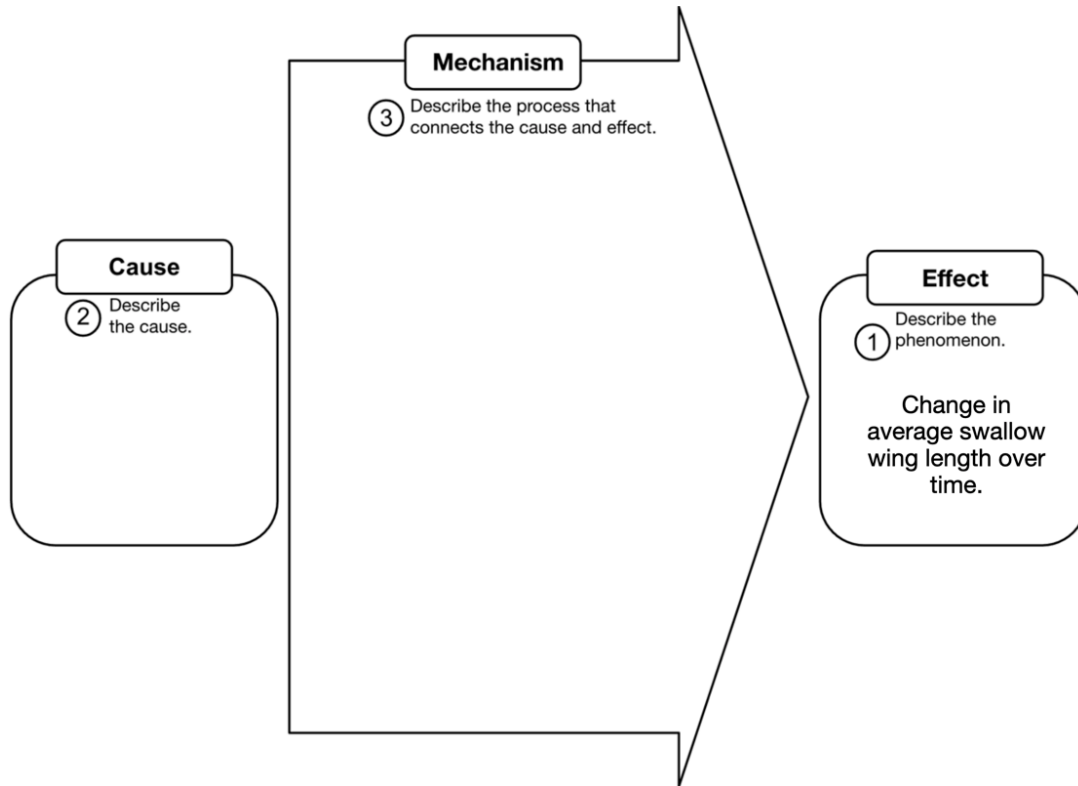 Mechanism
3
Describe the process that
connects the cause and effect.
Cause
2
Describe
the cause.
Effect
1
Describe the
phenomenon.
Change in
average swallow
wing length over
time.